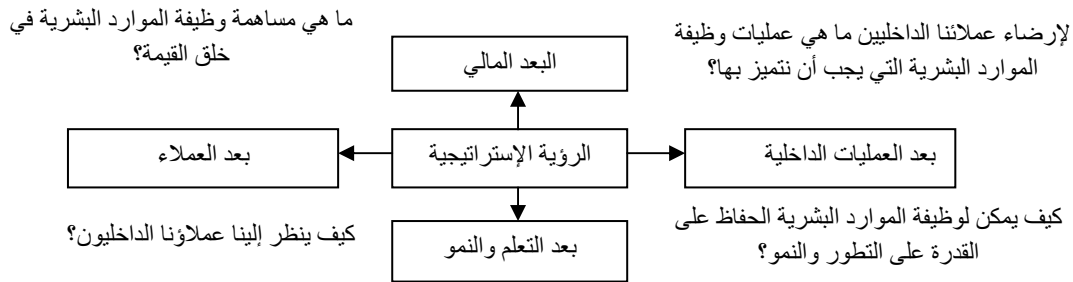 ما هي مساهمة وظيفة الموارد البشرية في
خلق القيمة؟
لإرضاء عملائنا الداخليين ما هي عمليات وظيفة
الموارد البشرية التي يجب أن نتميز بها؟
البعد المالي
بعد العمليات الداخلية
الرؤية الإستراتيجية
بعد العملاء
كيف يمكن لوظيفة الموارد البشرية الحفاظ على
القدرة على التطور والنمو؟
كيف ينظر إلينا عملاؤنا الداخليون؟
بعد التعلم والنمو